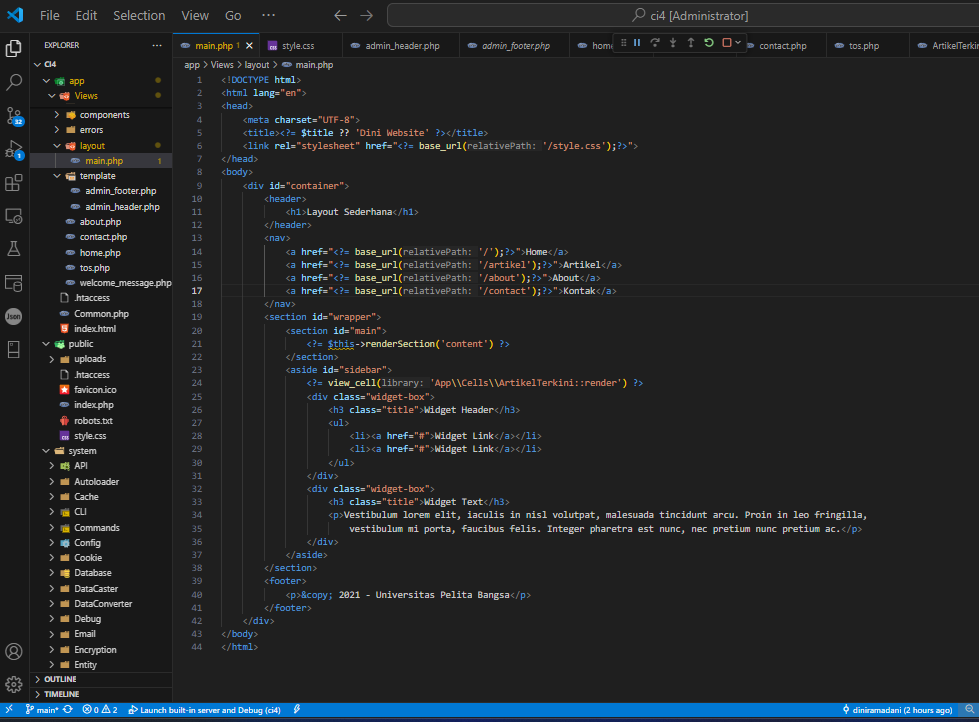 File Edit Selection View Go ··· ← → ci4 [Administrator]
EXPLORER ···
main.php 1 style.css admin_header.php admin_footer.php home contact.php tos.php ArtikelTerkin
CI4
app > Views > layout > main.php
app
Views
components
errors
layout
main.php 1
template
admin_footer.php
admin_header.php
about.php
contact.php
home.php
tos.php
welcome_message.php
.htaccess
Common.php
index.html
public
uploads
.htaccess
favicon.ico
index.php
robots.txt
style.css
system
API
Autoloader
Cache
CLI
Commands
Config
Cookie
Database
DataCaster
DataConverter
Debug
Email
Encryption
Entity
OUTLINE
TIMELINE
32
1
Json
1 <!DOCTYPE html>
2 <html lang="en">
3 <head>
4 <meta charset="UTF-8">
5 <title><?= $title ?? 'Dini Website' ?></title>
6 <link rel="stylesheet" href="<?= base_url(relativePath: '/style.css');?>">
7 </head>
8 <body>
9 <div id="container">
10 <header>
11 <h1>Layout Sederhana</h1>
12 </header>
13 <nav>
14 <a href="<?= base_url(relativePath: '/');?>">Home</a>
15 <a href="<?= base_url(relativePath: '/artikel');?>">Artikel</a>
16 <a href="<?= base_url(relativePath: '/about');?>">About</a>
17 <a href="<?= base_url(relativePath: '/contact');?>">Kontak</a>
18 </nav>
19 <section id="wrapper">
20 <section id="main">
21 <?= $this->renderSection('content') ?>
22 </section>
23 <aside id="sidebar">
24 <?= view_cell(library: 'App\\Cells\\ArtikelTerkini::render') ?>
25 <div class="widget-box">
26 <h3 class="title">Widget Header</h3>
27 <ul>
28 <li><a href="#">Widget Link</a></li>
29 <li><a href="#">Widget Link</a></li>
30 </ul>
31 </div>
32 <div class="widget-box">
33 <h3 class="title">Widget Text</h3>
34 <p>Vestibulum lorem elit, iaculis in nisl volutpat, malesuada tincidunt arcu. Proin in leo fringilla,
35 vestibulum mi porta, faucibus felis. Integer pharetra est nunc, nec pretium nunc pretium ac.</p>
36 </div>
37 </aside>
38 </section>
39 <footer>
40 <p>&copy; 2021 - Universitas Pelita Bangsa</p>
41 </footer>
42 </div>
43 </body>
44 </html>
main* 0 2 Launch built-in server and Debug (ci4) diniramadani (2 hours ago)